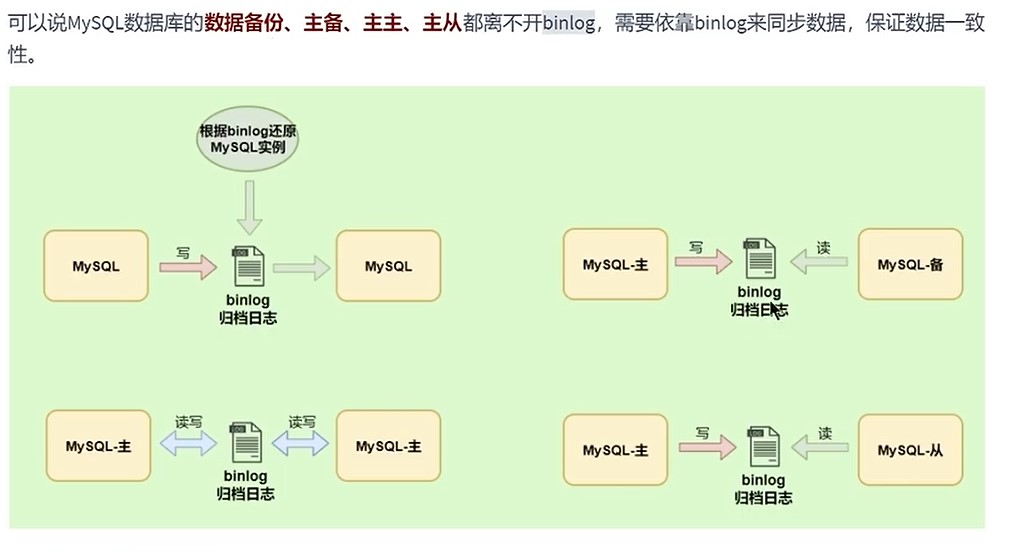 可以说MySQL数据库的数据备份、主备、主主、主从都离不开binlog，需要依靠binlog来同步数据，保证数据一致
性。
根据binlog还原
MySQL实例
MySQL
写
binlog
归档日志
MySQL
MySQL-主
写
binlog
归档日志
读
MySQL-备
MySQL-主
读写
binlog
归档日志
读写
MySQL-主
MySQL-主
写
binlog
归档日志
读
MySQL-从